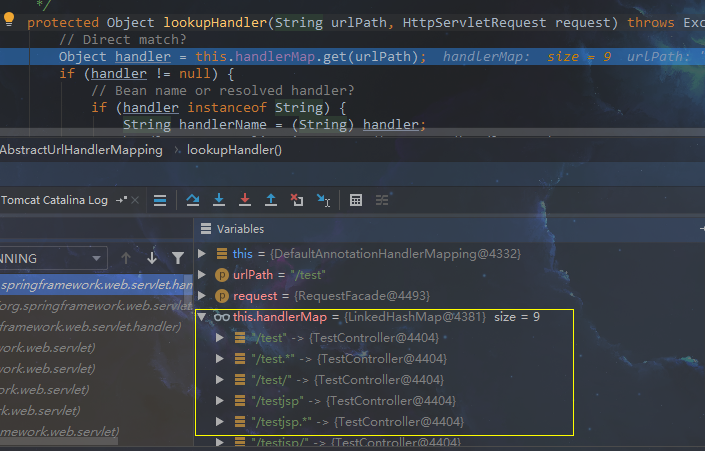 */
protected Object lookupHandler(String urlPath, HttpServletRequest request) throws Exc
// Direct match?
Object handler = this.handlerMap.get(urlPath); handlerMap: size = 9 urlPath: "
if (handler != null) {
// Bean name or resolved handler?
if (handler instanceof String) {
String handlerName = (String) handler;
AbstractUrlHandlerMapping > lookupHandler()
Tomcat Catalina Log
Variables
NNING
this = {DefaultAnnotationHandlerMapping@4332}
urlPath = "/test"
.springframework.web.servlet.han
request = {RequestFacade@4493}
org.springframework.web.servlet
this.handlerMap = {LinkedHashMap@4381} size = 9
framework.web.servlet.handler)
"/test" -> {TestController@4404}
work.web.servlet)
"/test.*" -> {TestController@4404}
work.web.servlet)
"/test/" -> {TestController@4404}
ork.web.servlet)
"/testjsp" -> {TestController@4404}
rk.web.servlet)
"/testjsp.*" -> {TestController@4404}
mework.web.servlet)
"/testjsp/" -> {TestController@4404}